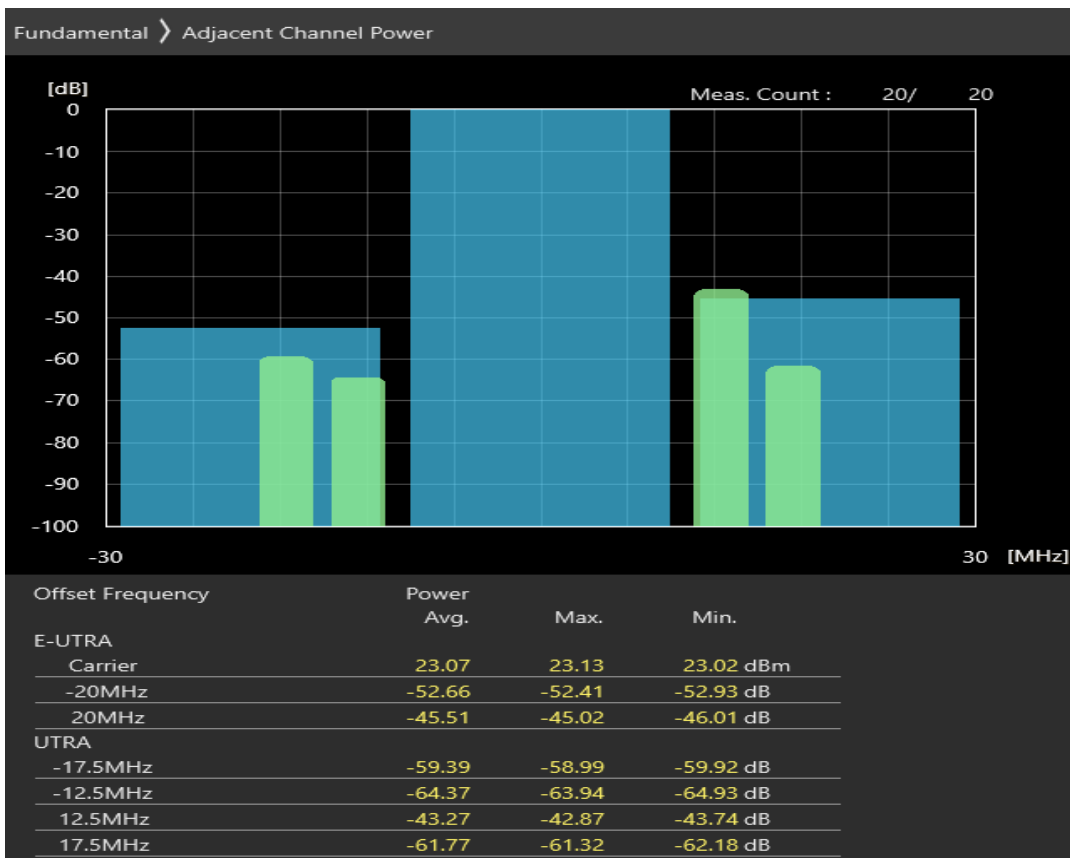 Fundamental 〉 Adjacent Channel Power
[dB]
Meas. Count : 20/ 20
0
-10
-20
-30
-40
-50
-60
-70
-80
-90
-100
-30 30 [MHz]
Offset Frequency Power
Avg. Max. Min.
E-UTRA
Carrier 23.07 23.13 23.02 dBm
-20MHz -52.66 -52.41 -52.93 dB
20MHz -45.51 -45.02 -46.01 dB
UTRA
-17.5MHz -59.39 -58.99 -59.92 dB
-12.5MHz -64.37 -63.94 -64.93 dB
12.5MHz -43.27 -42.87 -43.74 dB
17.5MHz -61.77 -61.32 -62.18 dB